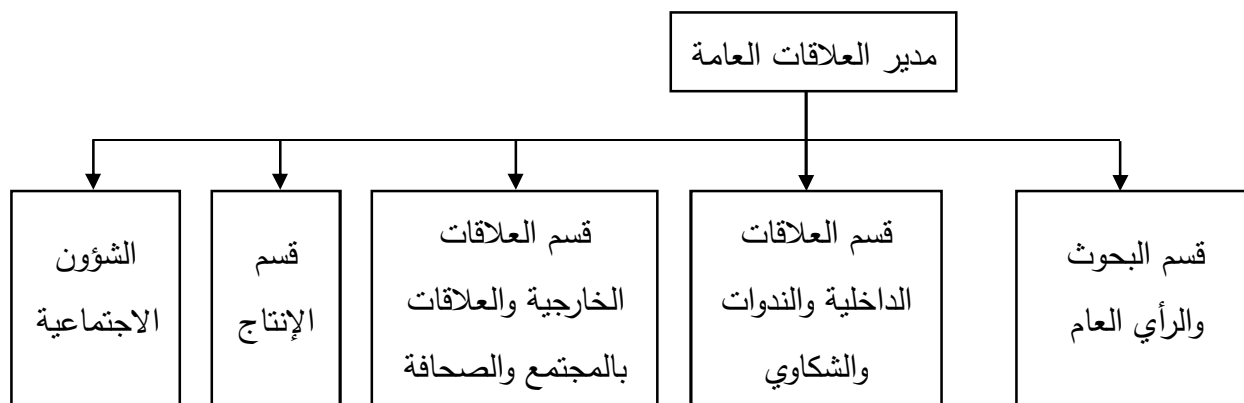 مدير العلاقات العامة
قسم البحوث
والرأي العام
قسم العلاقات
الداخلية والندوات
والشكاوي
قسم العلاقات
الخارجية والعلاقات
بالمجتمع والصحافة
قسم
الإنتاج
الشؤون
الاجتماعية